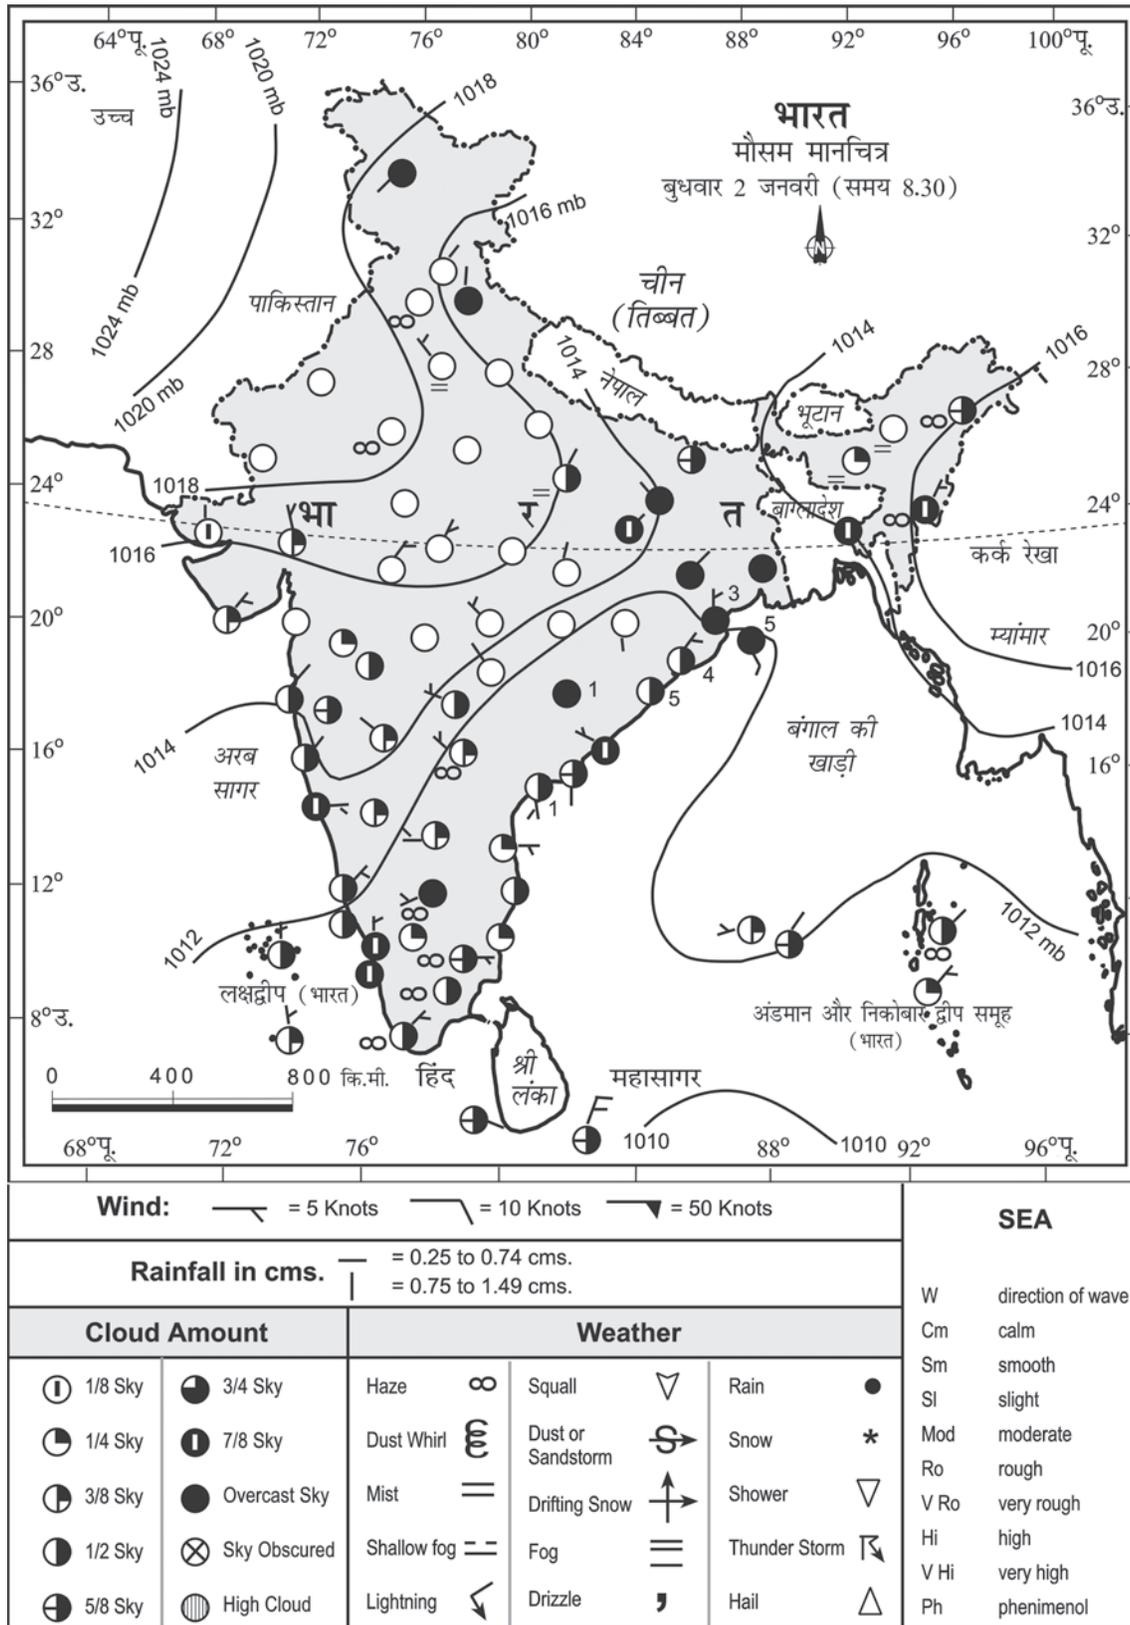 64°पू. 68° 72° 76° 80° 84° 88° 92° 96° 100°पू.
36°उ.
32°
28
24°
20°
16°
12°
8°उ.
36°उ.
32°
28°
24°
20°
16°
भारत
मौसम मानचित्र
बुधवार 2 जनवरी (समय 8.30)
N
उच्च
1024 mb
1020 mb
1018
1016 mb
1024 mb
1020 mb
पाकिस्तान
चीन
(तिब्बत)
1014
नेपाल
1014
भूटान
1016
1018
1016
भा र त
बांग्लादेश
कर्क रेखा
म्यांमार
1016
1014
3
5
4
5
1
1
1014
अरब
सागर
बंगाल की
खाड़ी
1012
1012 mb
लक्षद्वीप (भारत)
अंडमान और निकोबार द्वीप समूह
(भारत)
श्री
लंका
हिंद महासागर
1010 1010
0 400 800 कि.मी.
68°पू. 72° 76° 88° 92° 96°पू.
Wind: = 5 Knots = 10 Knots = 50 Knots
Rainfall in cms. = 0.25 to 0.74 cms.
= 0.75 to 1.49 cms.
Cloud Amount
1/8 Sky 3/4 Sky
1/4 Sky 7/8 Sky
3/8 Sky Overcast Sky
1/2 Sky Sky Obscured
5/8 Sky High Cloud
Weather
Haze Squall Rain
Dust Whirl Dust or
Sandstorm Snow
Mist Drifting Snow Shower
Shallow fog Fog Thunder Storm
Lightning Drizzle Hail
SEA
W direction of wave
Cm calm
Sm smooth
Sl slight
Mod moderate
Ro rough
V Ro very rough
Hi high
V Hi very high
Ph phenimenol